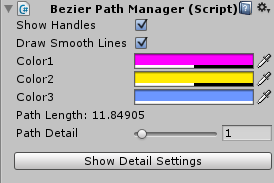 Bezier Path Manager (Script)
Show Handles
Draw Smooth Lines
Color1
Color2
Color3
Path Length: 11.84905
Path Detail 1
Show Detail Settings